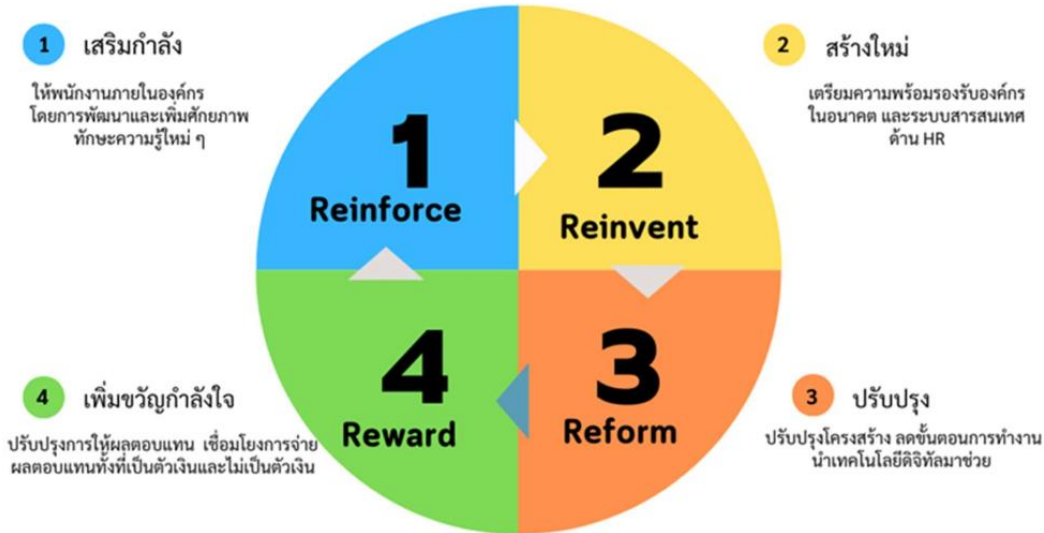 1 เสริมกำลัง
ให้พนักงานภายในองค์กร
โดยการพัฒนาและเพิ่มศักยภาพ
ทักษะความรู้ใหม่ ๆ
2 สร้างใหม่
เตรียมความพร้อมรองรับองค์กร
ในอนาคต และระบบสารสนเทศ
ด้าน HR
1
Reinforce
2
Reinvent
4
Reward
3
Reform
4 เพิ่มขวัญกำลังใจ
ปรับปรุงการให้ผลตอบแทน เชื่อมโยงการจ่าย
ผลตอบแทนทั้งที่เป็นตัวเงินและไม่เป็นตัวเงิน
3 ปรับปรุง
ปรับปรุงโครงสร้าง ลดขั้นตอนการทำงาน
นำเทคโนโลยีดิจิทัลมาช่วย